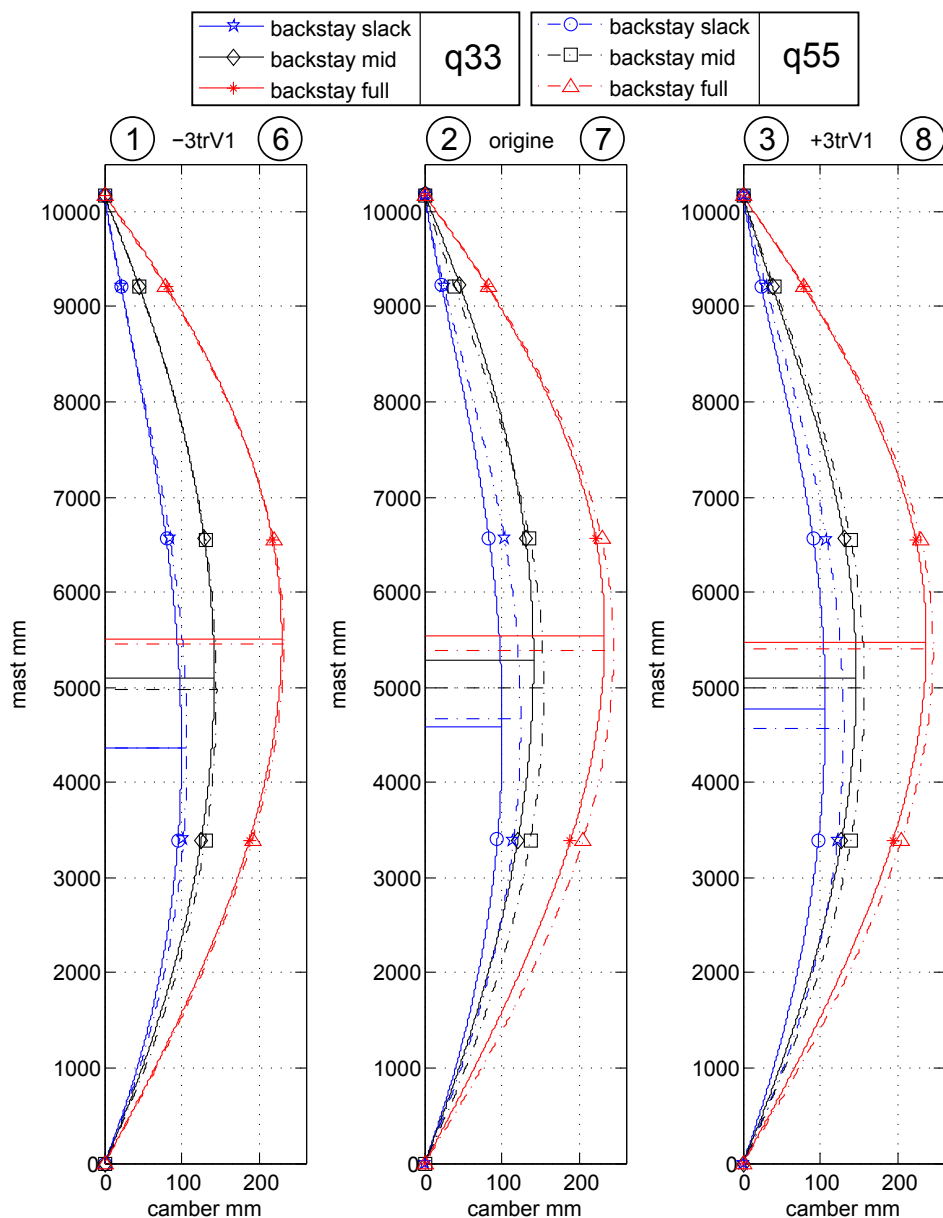 backstay slack
backstay mid
backstay full
q33
backstay slack
backstay mid
backstay full
q55
1 −3trV1 6
2 origine 7
3 +3trV1 8
10000
9000
8000
7000
6000
5000
4000
3000
2000
1000
0
mast mm
0 100 200
camber mm
10000
9000
8000
7000
6000
5000
4000
3000
2000
1000
0
mast mm
0 100 200
camber mm
10000
9000
8000
7000
6000
5000
4000
3000
2000
1000
0
mast mm
0 100 200
camber mm